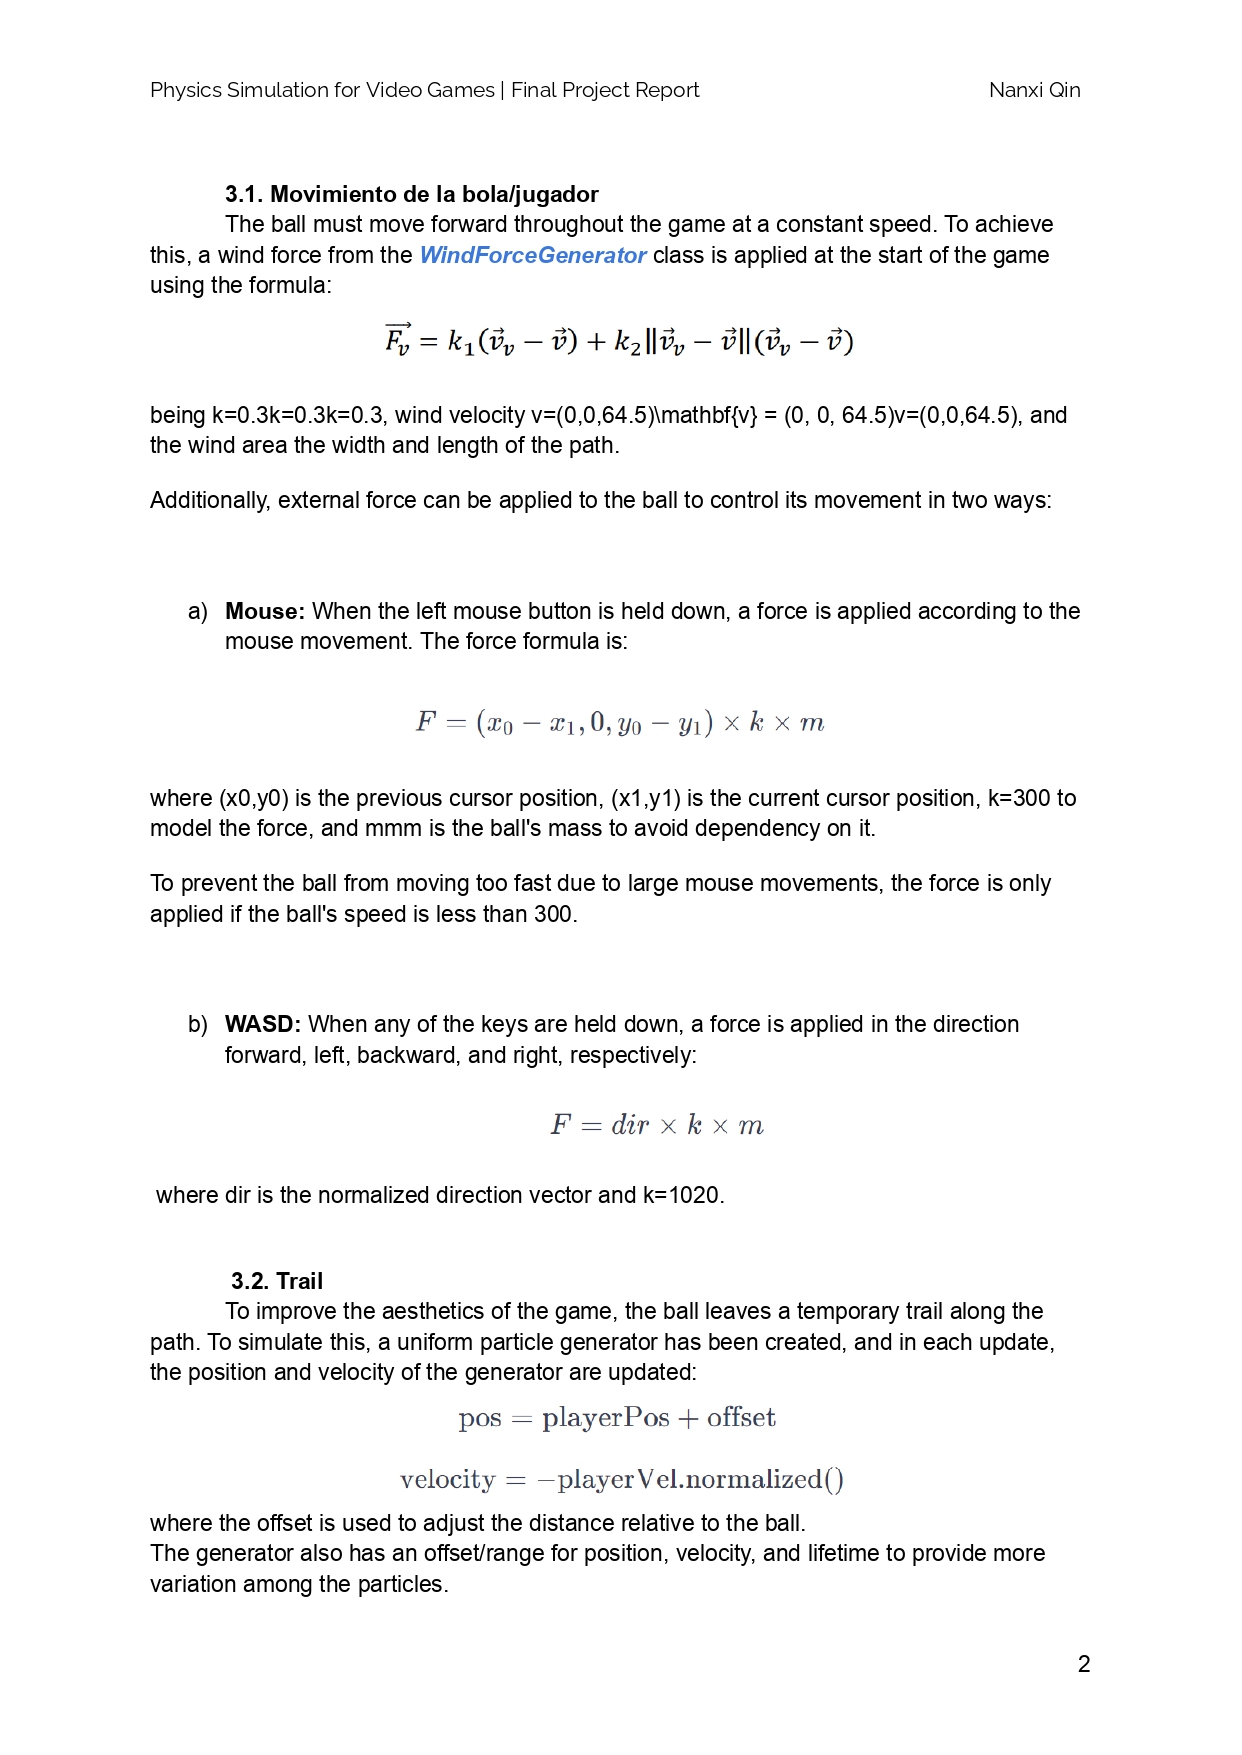 Physics Simulation for Video Games | Final Project Report Nanxi Qin
3.1. Movimiento de la bola/jugador
The ball must move forward throughout the game at a constant speed. To achieve
this, a wind force from the WindForceGenerator class is applied at the start of the game
using the formula:
$\overrightarrow{F_v} = k_1(\vec{v}_v - \vec{v}) + k_2\|\vec{v}_v - \vec{v}\|(\vec{v}_v - \vec{v})$
being k=0.3k=0.3k=0.3, wind velocity v=(0,0,64.5)\mathbf{v} = (0, 0, 64.5)v=(0,0,64.5), and
the wind area the width and length of the path.
Additionally, external force can be applied to the ball to control its movement in two ways:
a) Mouse: When the left mouse button is held down, a force is applied according to the
mouse movement. The force formula is:
$F = (x_0 - x_1, 0, y_0 - y_1) \times k \times m$
where (x0,y0) is the previous cursor position, (x1,y1) is the current cursor position, k=300 to
model the force, and mmm is the ball's mass to avoid dependency on it.
To prevent the ball from moving too fast due to large mouse movements, the force is only
applied if the ball's speed is less than 300.
b) WASD: When any of the keys are held down, a force is applied in the direction
forward, left, backward, and right, respectively:
$F = dir \times k \times m$
where dir is the normalized direction vector and k=1020.
3.2. Trail
To improve the aesthetics of the game, the ball leaves a temporary trail along the
path. To simulate this, a uniform particle generator has been created, and in each update,
the position and velocity of the generator are updated:
pos = playerPos + offset
velocity = −playerVel.normalized()
where the offset is used to adjust the distance relative to the ball.
The generator also has an offset/range for position, velocity, and lifetime to provide more
variation among the particles.
2